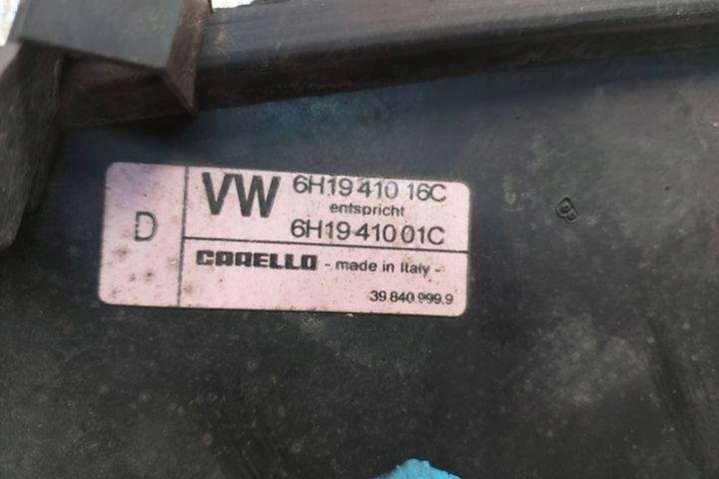 D
VW
6H19 410 16C
entspricht
6H19 410 01C
CARELLO - made in Italy -
39.840.999.9